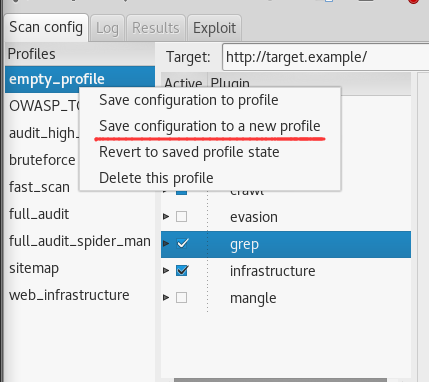 Scan config Log Results Exploit
Profiles
Target: http://target.example/
empty_profile
Active Plugin
OWASP_TO
audit_high_
bruteforce
fast_scan
full_audit
full_audit_spider_man
sitemap
web_infrastructure
Save configuration to profile
Save configuration to a new profile
Revert to saved profile state
Delete this profile
crawl
evasion
grep
infrastructure
mangle